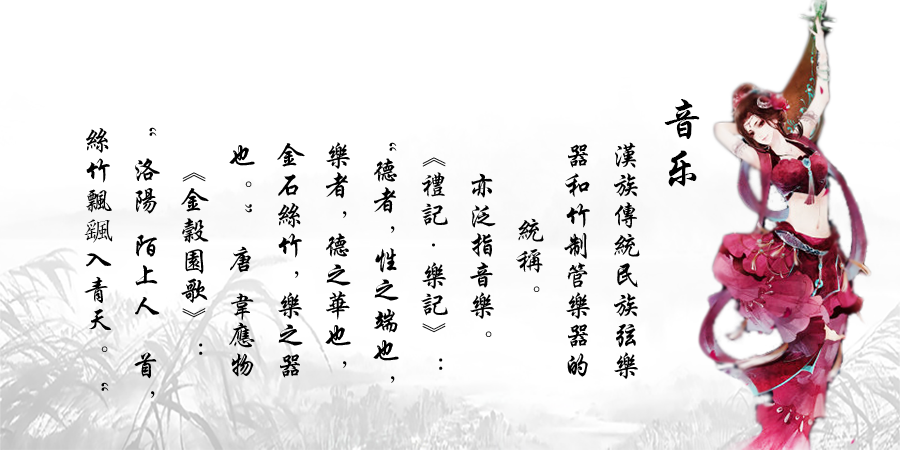 音乐
漢族傳統民族弦樂
器和竹制管樂器的
統稱。
亦泛指音樂。
《禮記·樂記》:
“德者,性之端也,
樂者,德之華也,
金石絲竹,樂之器
也。” 唐 韋應物
《金穀園歌》 :
“ 洛陽 陌上人 首,
絲竹飄颻入青天。“